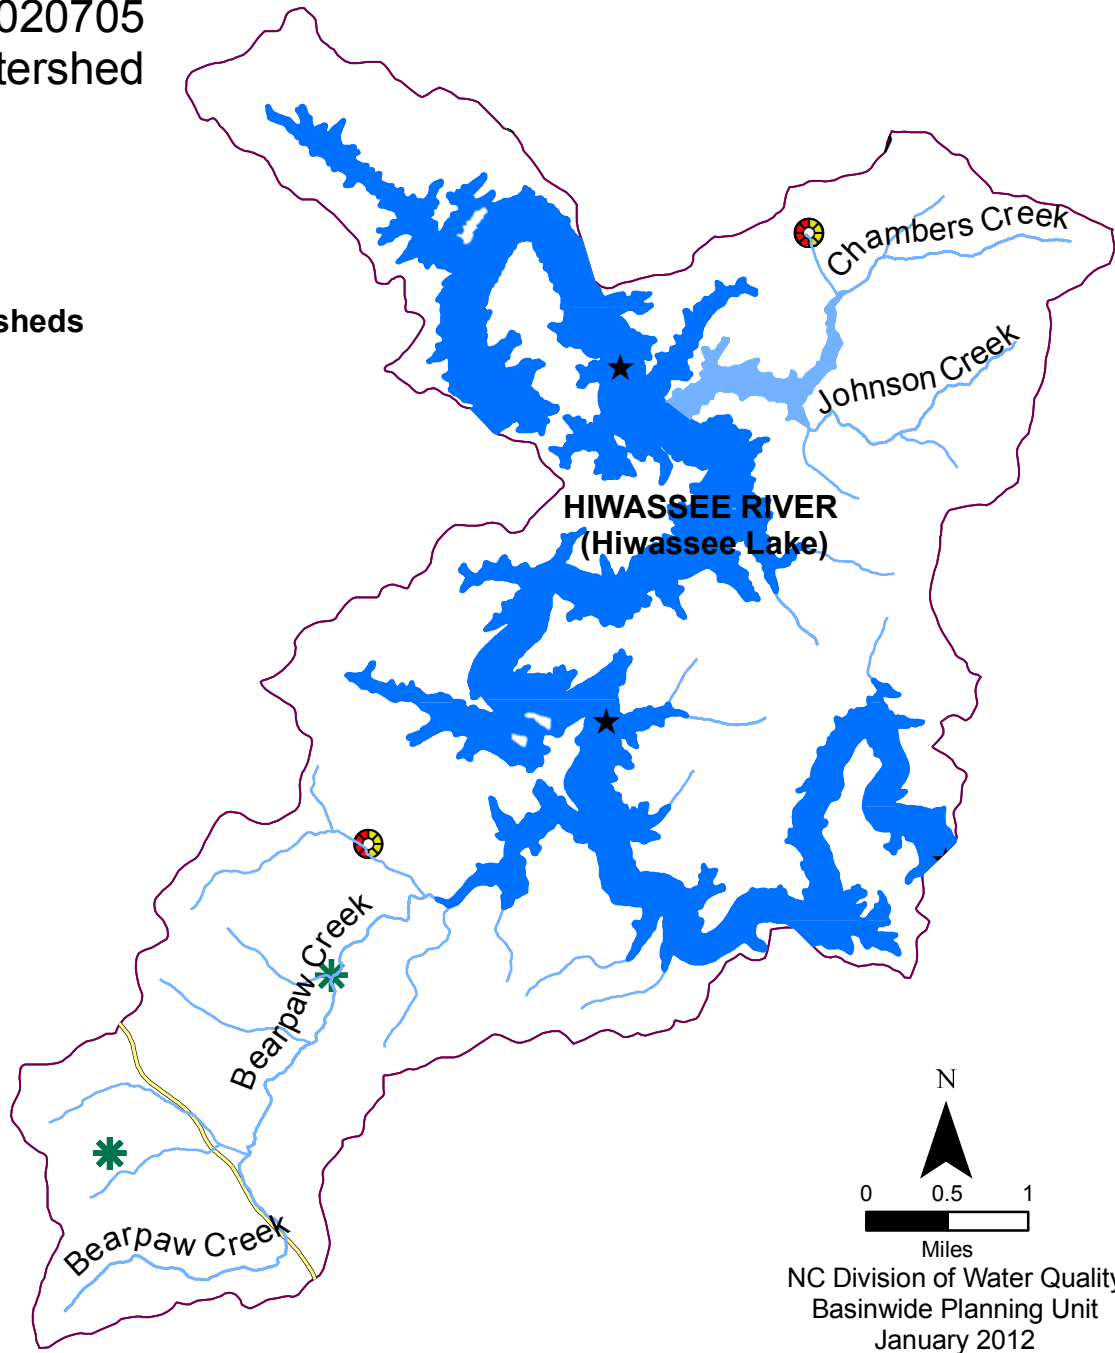 020705
tershed
sheds
Chambers Creek
Johnson Creek
HIWASSEE RIVER
(Hiwassee Lake)
Bearpaw Creek
Bearpaw Creek
N
0 0.5 1
Miles
NC Division of Water Quality
Basinwide Planning Unit
January 2012